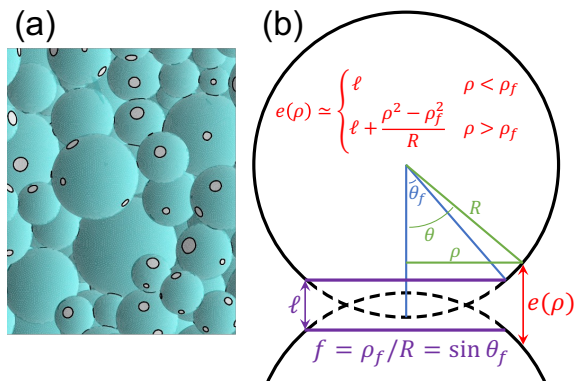 (a)
(b)
e(ρ) ≃ { ℓ ρ < ρ_f
ℓ + (ρ² − ρ_f²)/R ρ > ρ_f
θ_f
θ
R
ρ
ℓ
e(ρ)
f = ρ_f/R = sin θ_f